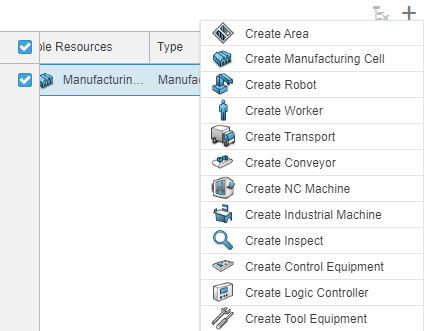 ole Resources Type
Manufacturin... Manufac
Create Area
Create Manufacturing Cell
Create Robot
Create Worker
Create Transport
Create Conveyor
Create NC Machine
Create Industrial Machine
Create Inspect
Create Control Equipment
Create Logic Controller
Create Tool Equipment